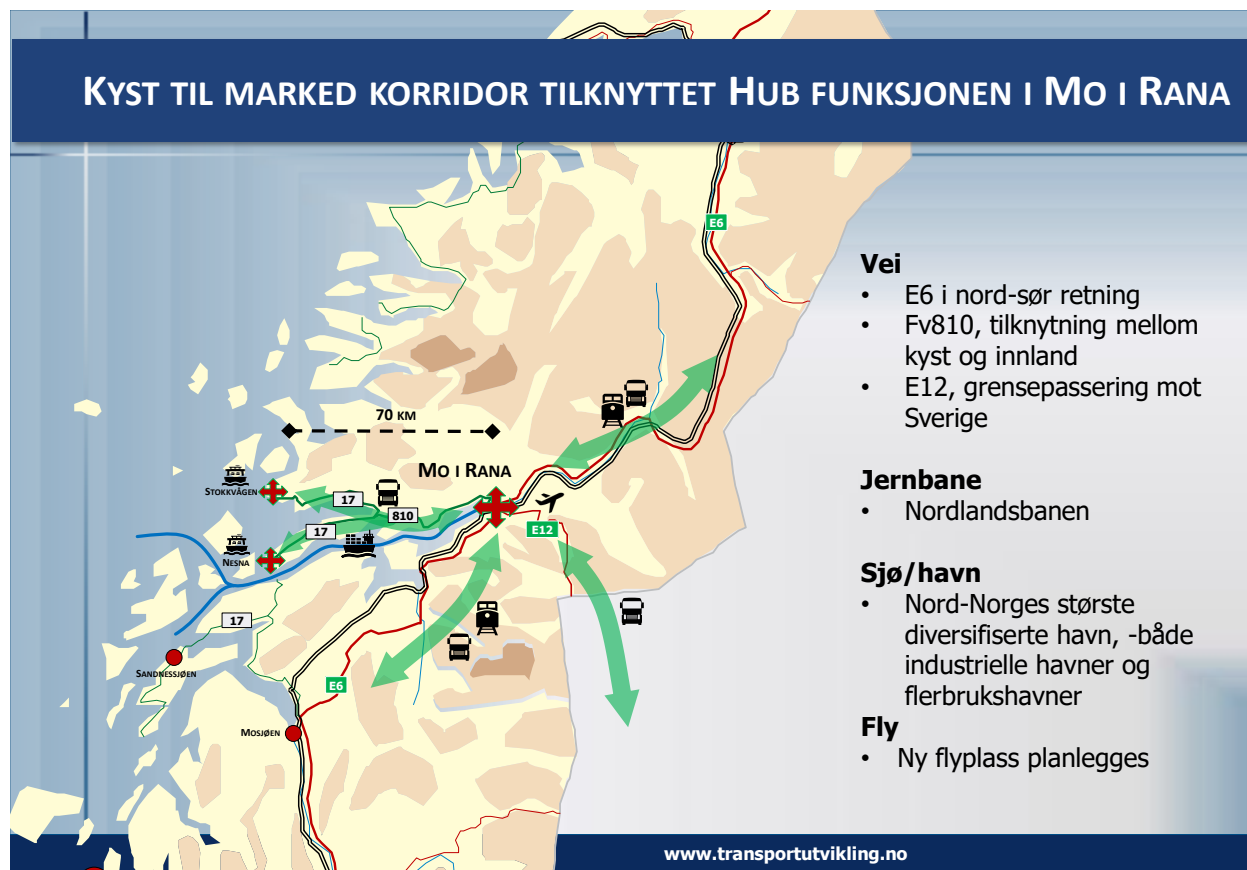 KYST TIL MARKED KORRIDOR TILKNYTTET HUB FUNKSJONEN I MO I RANA
E6
70 KM
MO I RANA
STOKKVÅGEN
17
810
17
E12
NESNA
17
SANDNESSJØEN
E6
MOSJØEN
Vei
• E6 i nord-sør retning
• Fv810, tilknytning mellom
kyst og innland
• E12, grensepassering mot
Sverige
Jernbane
• Nordlandsbanen
Sjø/havn
• Nord-Norges største
diversifiserte havn, -både
industrielle havner og
flerbrukshavner
Fly
• Ny flyplass planlegges
www.transportutvikling.no